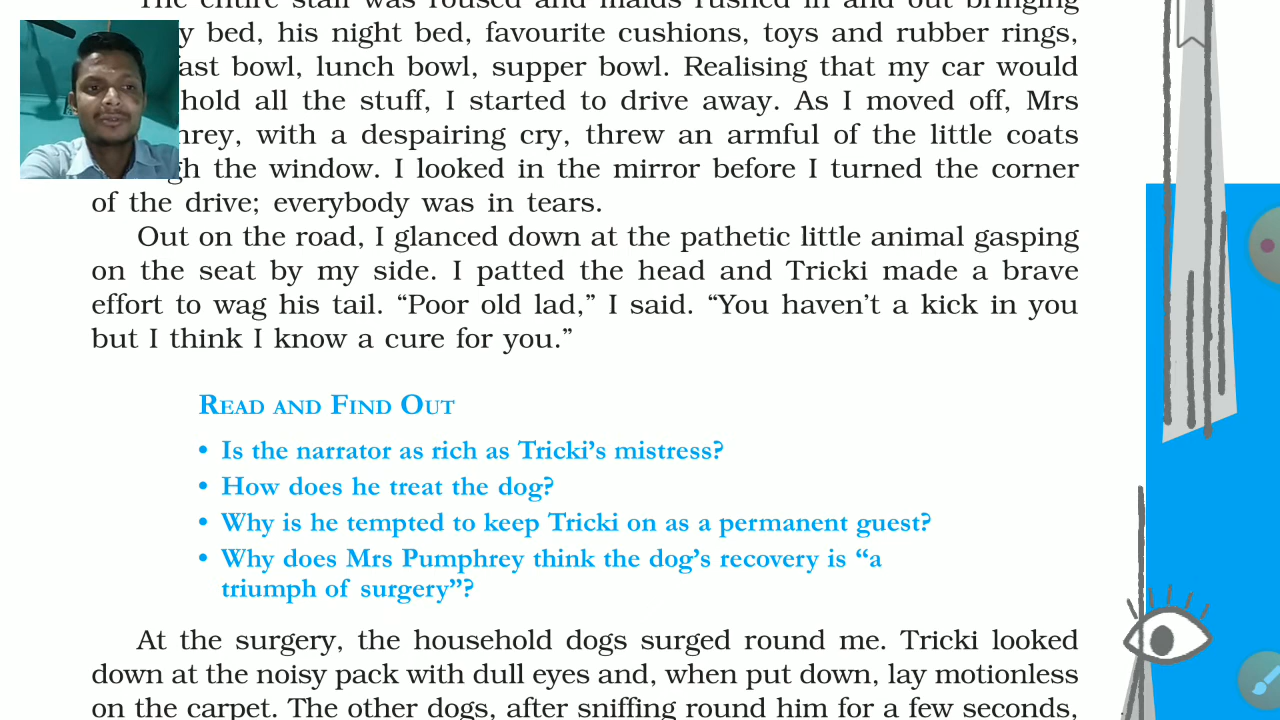 The entire staff was roused and maids rushed in and out bringing
bed, his night bed, favourite cushions, toys and rubber rings,
bowl, lunch bowl, supper bowl. Realising that my car would
hold all the stuff, I started to drive away. As I moved off, Mrs
with a despairing cry, threw an armful of the little coats
the window. I looked in the mirror before I turned the corner
of the drive; everybody was in tears.
Out on the road, I glanced down at the pathetic little animal gasping
on the seat by my side. I patted the head and Tricki made a brave
effort to wag his tail. “Poor old lad,” I said. “You haven’t a kick in you
but I think I know a cure for you.”
READ AND FIND OUT
• Is the narrator as rich as Tricki’s mistress?
• How does he treat the dog?
• Why is he tempted to keep Tricki on as a permanent guest?
• Why does Mrs Pumphrey think the dog’s recovery is “a
triumph of surgery”?
At the surgery, the household dogs surged round me. Tricki looked
down at the noisy pack with dull eyes and, when put down, lay motionless
on the carpet. The other dogs, after sniffing round him for a few seconds,